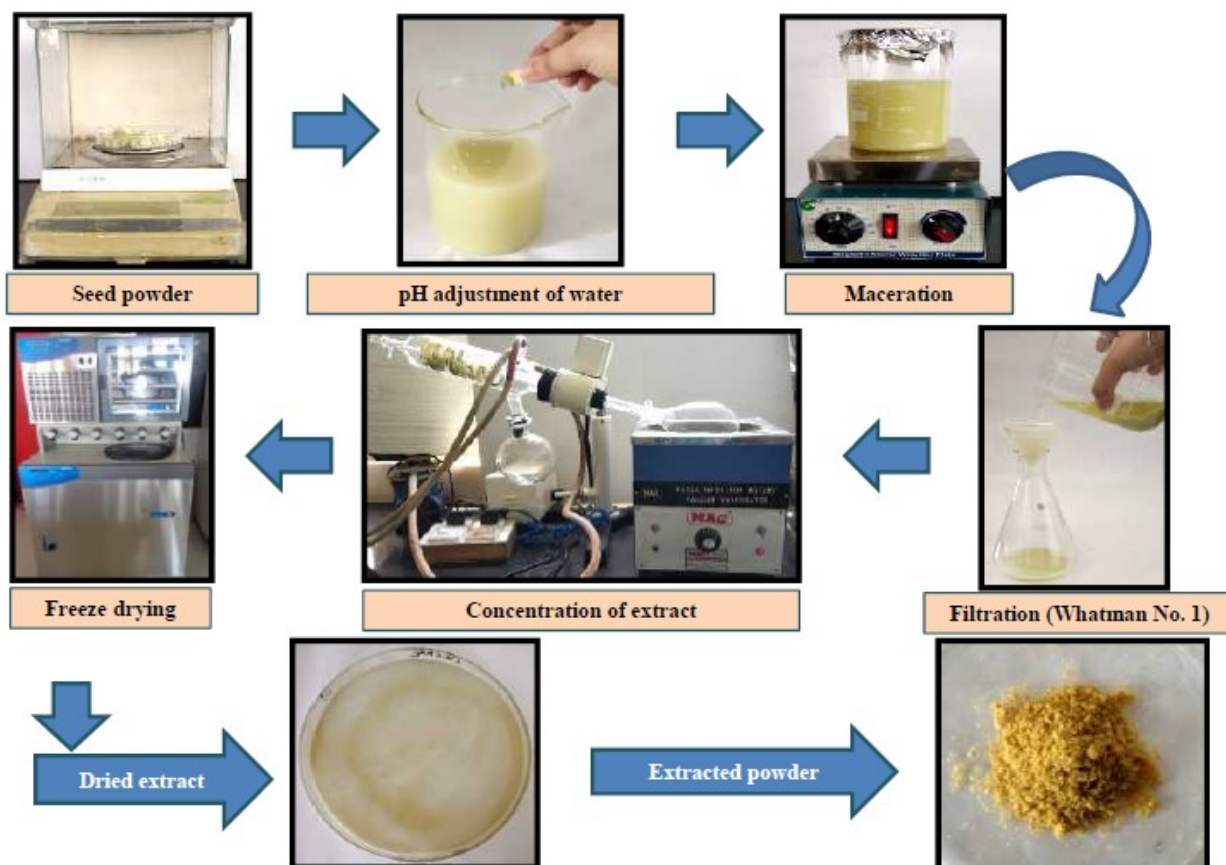 Seed powder
pH adjustment of water
Maceration
Freeze drying
Concentration of extract
Filtration (Whatman No. 1)
MAC
Dried extract
Extracted powder